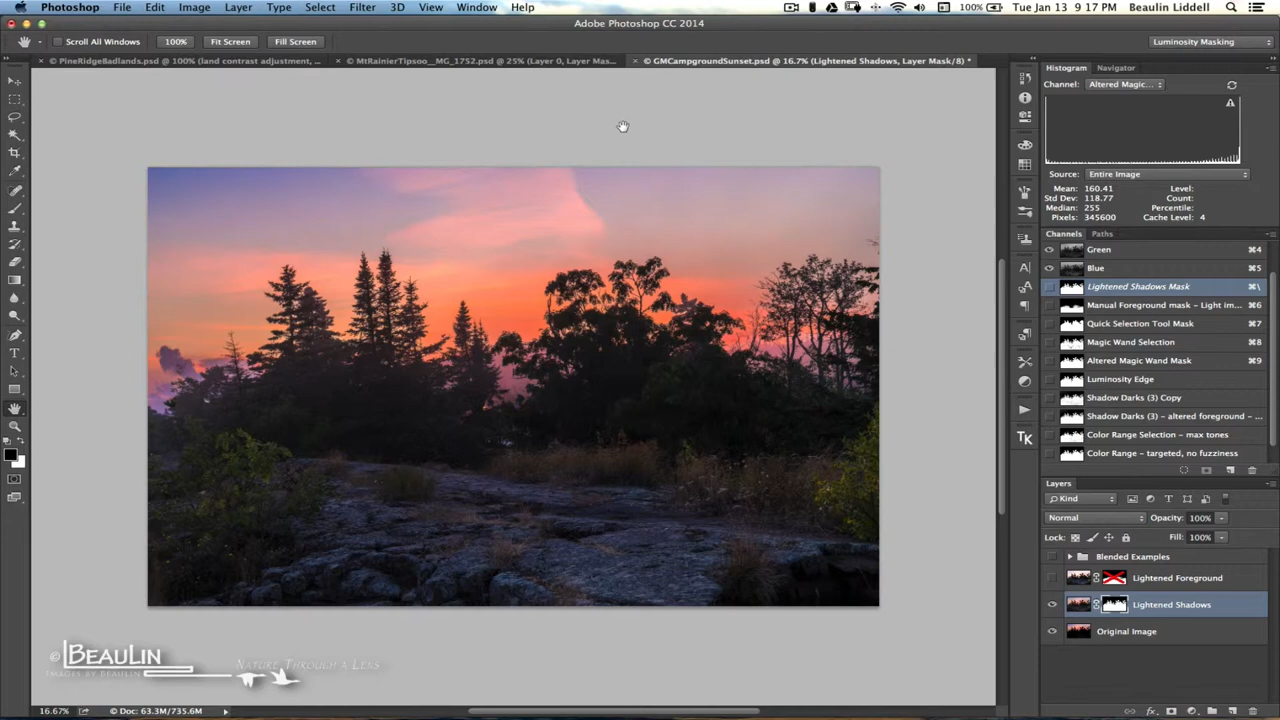 Photoshop File Edit Image Layer Type Select Filter 3D View Window Help 100% Tue Jan 13 9:17 PM Beaulin Liddell
Adobe Photoshop CC 2014
Scroll All Windows 100% Fit Screen Fill Screen Luminosity Masking
© PineRidgeBadlands.psd @ 100% (land contrast adjustment, ... © MtRainierTipsoo__MG_1752.psd @ 25% (Layer 0, Layer Mas... © GMCampgroundSunset.psd @ 16.7% (Lightened Shadows, Layer Mask/8) *
Histogram Navigator
Channel: Altered Magic...
Source: Entire Image
Mean: 160.41 Level:
Std Dev: 118.77 Count:
Median: 255 Percentile:
Pixels: 345600 Cache Level: 4
Channels Paths
Green ⌘4
Blue ⌘5
Lightened Shadows Mask ⌘\
Manual Foreground mask - Light im... ⌘6
Quick Selection Tool Mask ⌘7
Magic Wand Selection ⌘8
Altered Magic Wand Mask ⌘9
Luminosity Edge
Shadow Darks (3) Copy
Shadow Darks (3) - altered foreground - ...
Color Range Selection - max tones
Color Range - targeted, no fuzziness
Layers
Kind
Normal Opacity: 100%
Lock: Fill: 100%
Blended Examples
Lightened Foreground
Lightened Shadows
Original Image
TK
© BEAULIN
IMAGES BY BEAULIN
NATURE THROUGH A LENS
16.67% © Doc: 63.3M/735.6M